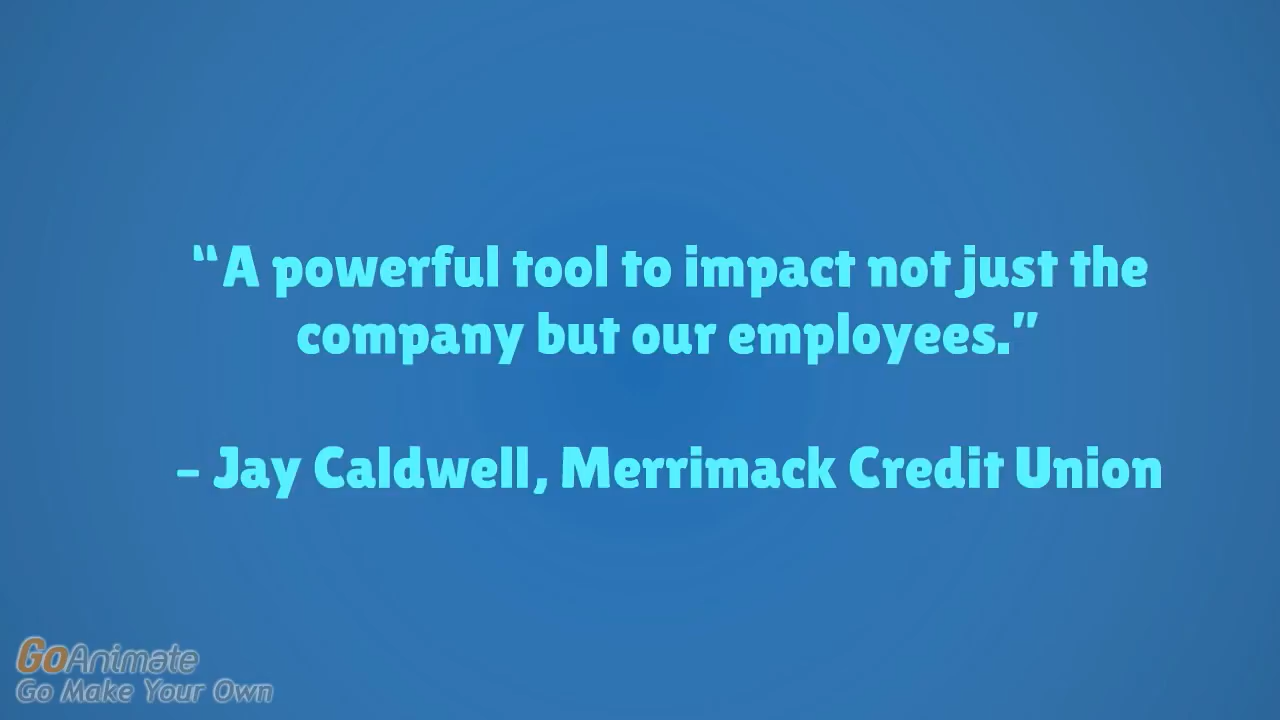 “A powerful tool to impact not just the
company but our employees.”
– Jay Caldwell, Merrimack Credit Union
GoAnimate
Go Make Your Own